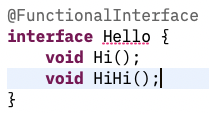 @FunctionalInterface
interface Hello {
    void Hi();
    void HiHi();
}